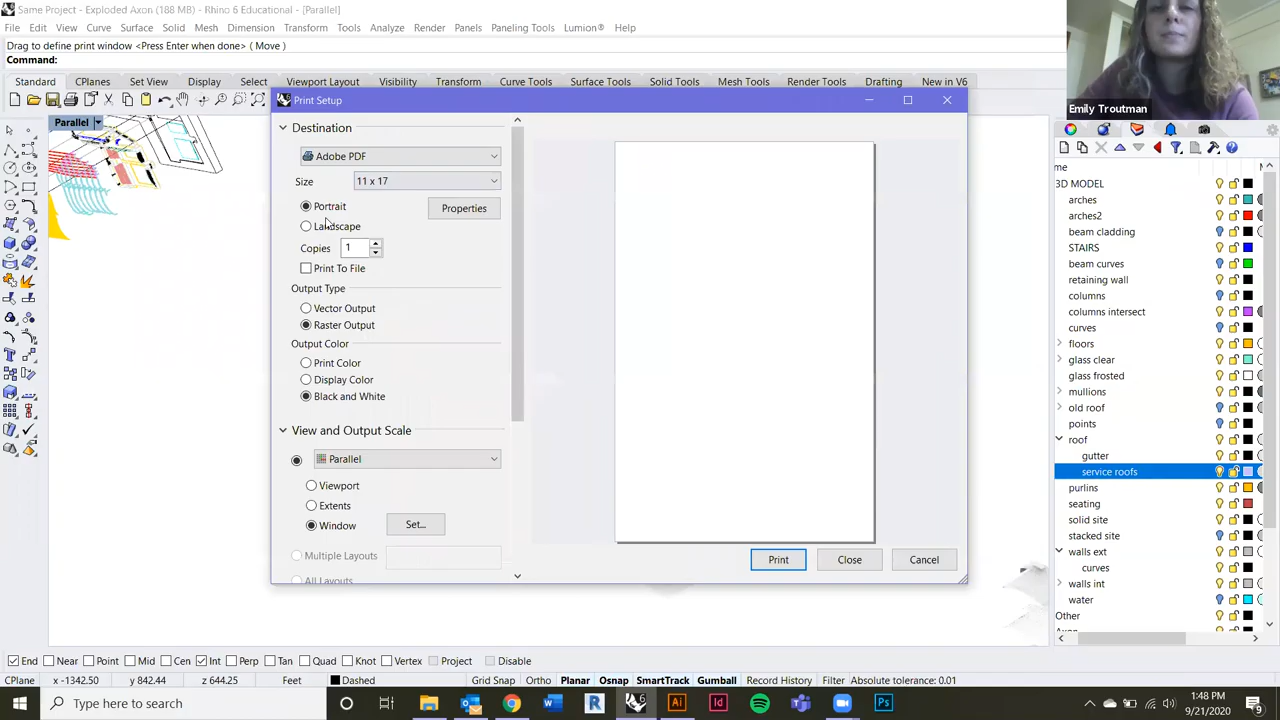 Same Project - Exploded Axon (188 MB) - Rhino 6 Educational - [Parallel]
File Edit View Curve Surface Solid Mesh Dimension Transform Tools Analyze Render Panels Paneling Tools Lumion® Help
Drag to define print window <Press Enter when done> ( Move )
Command:
Standard CPlanes Set View Display Select Viewport Layout Visibility Transform Curve Tools Surface Tools Solid Tools Mesh Tools Render Tools Drafting New in V6
Emily Troutman
Parallel
Print Setup
Destination
Adobe PDF
Size 11 x 17
Portrait
Properties
Landscape
Copies 1
Print To File
Output Type
Vector Output
Raster Output
Output Color
Print Color
Display Color
Black and White
View and Output Scale
Parallel
Viewport
Extents
Window Set...
Multiple Layouts
All Layouts
Print Close Cancel
me
3D MODEL
arches
arches2
beam cladding
STAIRS
beam curves
retaining wall
columns
columns intersect
curves
floors
glass clear
glass frosted
mullions
old roof
points
roof
gutter
service roofs
purlins
seating
solid site
stacked site
walls ext
curves
walls int
water
Other
End Near Point Mid Cen Int Perp Tan Quad Knot Vertex Project Disable
CPlane x -1342.50 y 842.44 z 644.25 Feet Dashed Grid Snap Ortho Planar Osnap SmartTrack Gumball Record History Filter Absolute tolerance: 0.01
Type here to search
1:48 PM
9/21/2020